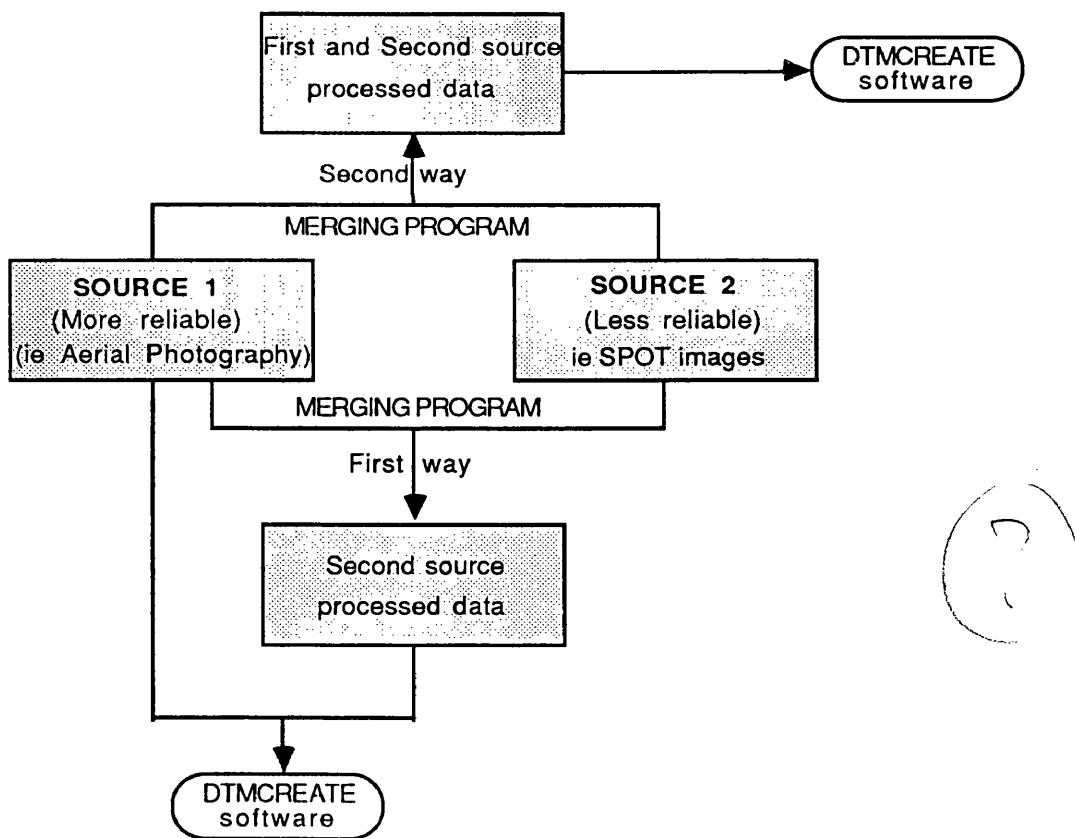 First and Second source
processed data
DTMCREATE
software
Second way
MERGING PROGRAM
SOURCE 1
(More reliable)
(ie Aerial Photography)
SOURCE 2
(Less reliable)
ie SPOT images
MERGING PROGRAM
First way
Second source
processed data
DTMCREATE
software